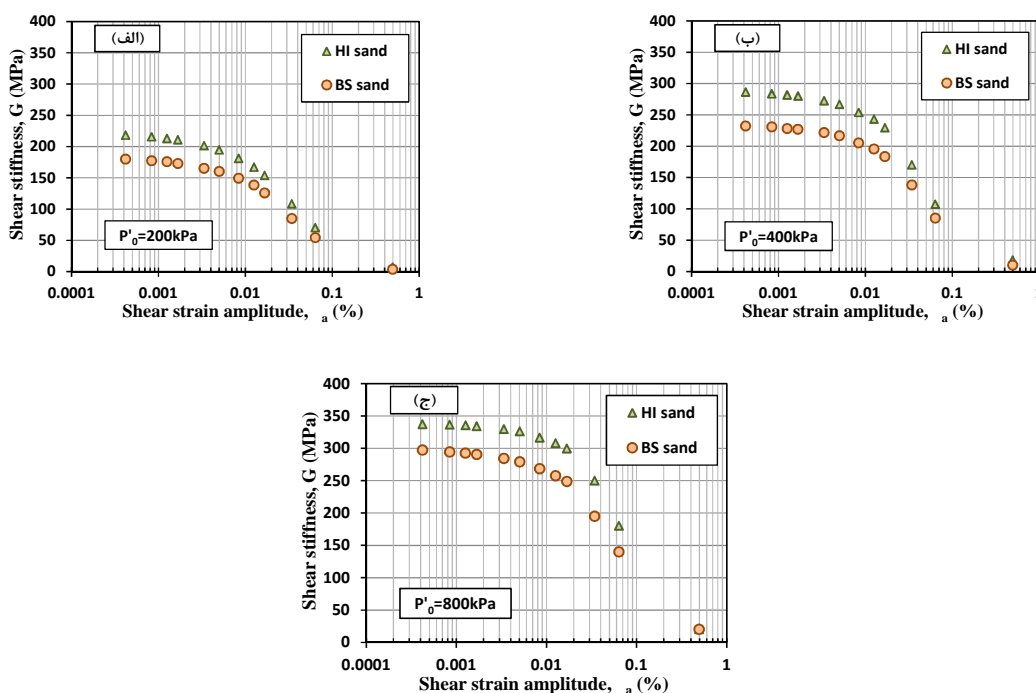 400
350
300
250
200
150
100
50
0
0.0001 0.001 0.01 0.1 1
Shear stiffness, G (MPa)
Shear strain amplitude, a (%)
(الف)
HI sand
BS sand
P'0=200kPa
400
350
300
250
200
150
100
50
0
0.0001 0.001 0.01 0.1 1
Shear stiffness, G (MPa)
Shear strain amplitude, a (%)
(ب)
HI sand
BS sand
P'0=400kPa
400
350
300
250
200
150
100
50
0
0.0001 0.001 0.01 0.1 1
Shear stiffness, G (MPa)
Shear strain amplitude, a (%)
(ج)
HI sand
BS sand
P'0=800kPa